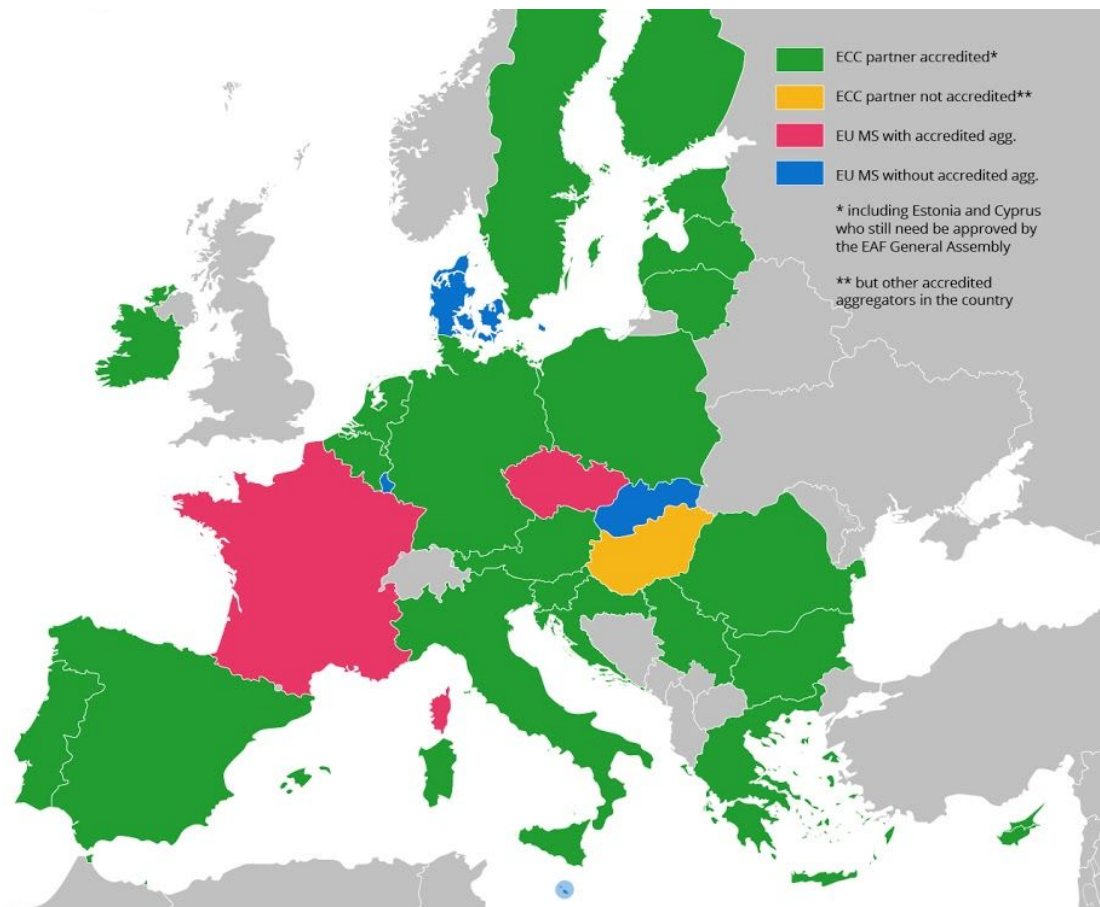 ECC partner accredited*
ECC partner not accredited**
EU MS with accredited agg.
EU MS without accredited agg.
* including Estonia and Cyprus
who still need be approved by
the EAF General Assembly
** but other accredited
aggregators in the country